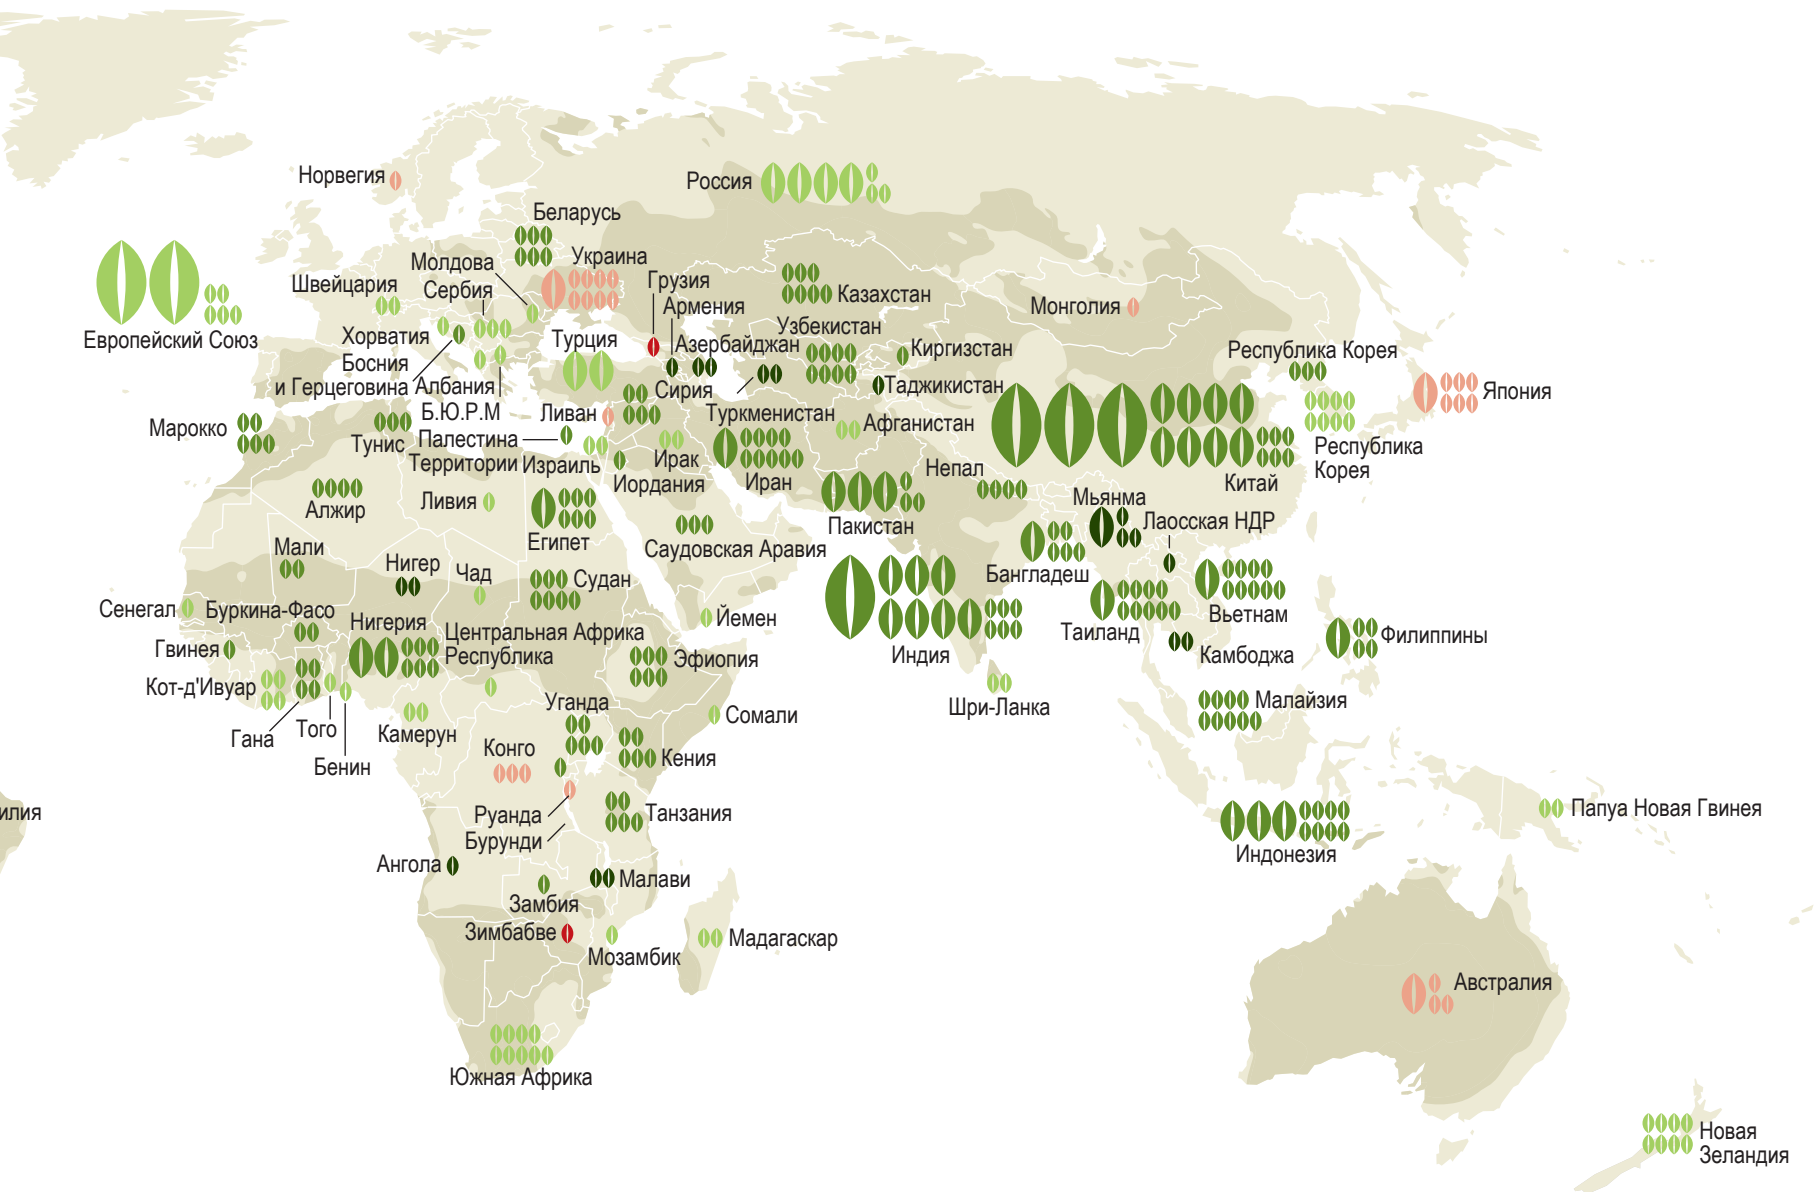 Норвегия
Россия
Беларусь
Украина
Молдова
Сербия
Швейцария
Грузия
Армения
Казахстан
Монголия
Европейский Союз
Хорватия
Турция
Азербайджан
Узбекистан
Киргизстан
Республика Корея
Босния
и Герцеговина
Албания
Сирия
Таджикистан
Япония
Б.Ю.Р.М
Ливан
Туркменистан
Афганистан
Марокко
Тунис
Палестина
Территории
Израиль
Ирак
Иордания
Иран
Непал
Республика
Корея
Китай
Алжир
Ливия
Египет
Саудовская Аравия
Пакистан
Мьянма
Лаосская НДР
Мали
Нигер
Чад
Судан
Бангладеш
Вьетнам
Сенегал
Буркина-Фасо
Нигерия
Центральная Африка
Республика
Йемен
Индия
Таиланд
Камбоджа
Филиппины
Гвинея
Эфиопия
Кот-д'Ивуар
Гана
Того
Бенин
Камерун
Уганда
Сомали
Шри-Ланка
Малайзия
Конго
Кения
илия
Руанда
Бурунди
Танзания
Индонезия
Папуа Новая Гвинея
Ангола
Замбия
Малави
Зимбабве
Мозамбик
Мадагаскар
Австралия
Южная Африка
Новая
Зеландия